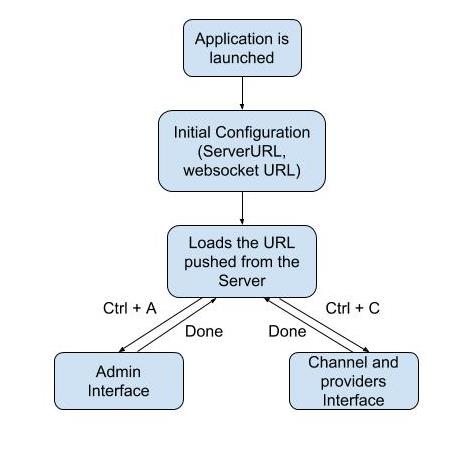 Application is
launched
Initial Configuration
(ServerURL,
websocket URL)
Loads the URL
pushed from the
Server
Ctrl + A
Done
Done
Ctrl + C
Admin
Interface
Channel and
providers
Interface